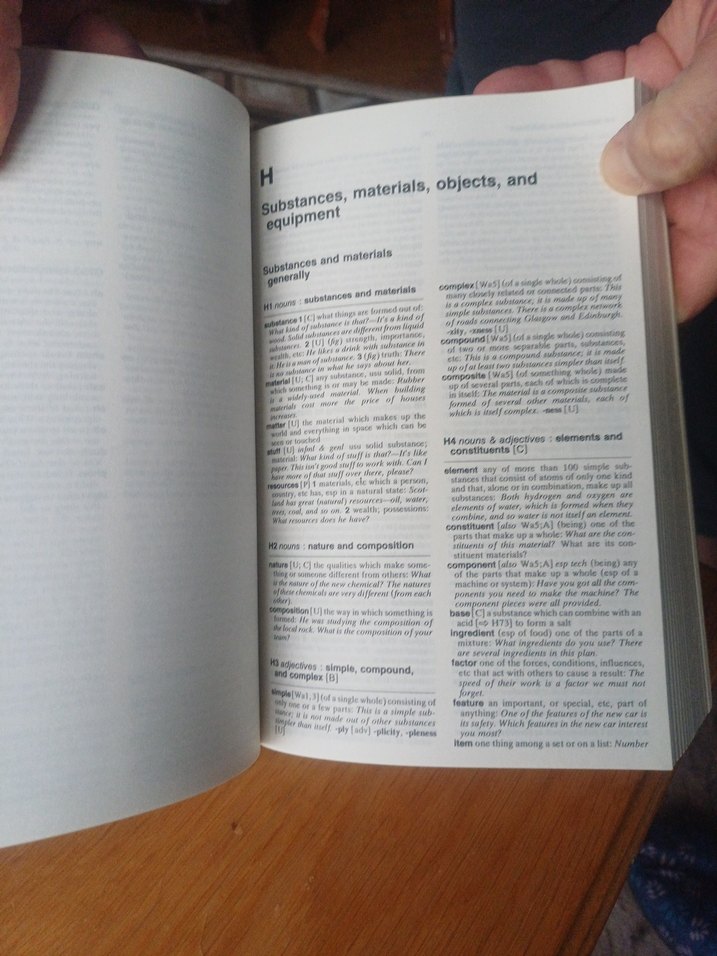 H
Substances, materials, objects, and
equipment
Substances and materials
generally
H1 nouns : substances and materials
substance 1 [C] what things are formed out of:
What kind of substance is that?—It's a kind of
wood. Solid substances are different from liquid
substances. 2 [U] (fig) strength, importance,
wealth, etc: He likes a drink with substance in
it. He is a man of substance. 3 (fig) truth: There
is no substance in what he says about her.
material [U; C] any substance, usu solid, from
which something is or may be made: Rubber
is a widely-used material. When building
materials cost more the price of houses
increases.
matter [U] the material which makes up the
world and everything in space which can be
seen or touched
stuff [U] infml & genl usu solid substance;
material: What kind of stuff is that?—It's like
paper. This isn't good stuff to work with. Can I
have more of that stuff over there, please?
resources [P] 1 materials, etc which a person,
country, etc has, esp in a natural state: Scot-
land has great (natural) resources—oil, water,
trees, coal, and so on. 2 wealth; possessions:
What resources does he have?
H2 nouns : nature and composition
nature [U; C] the qualities which make some-
thing or someone different from others: What
is the nature of the new chemical? The natures
of these chemicals are very different (from each
other).
composition [U] the way in which something is
formed: He was studying the composition of
the local rock. What is the composition of your
team?
H3 adjectives : simple, compound,
and complex [B]
simple [Wa1,3] (of a single whole) consisting of
only one or a few parts: This is a simple sub-
stance; it is not made out of other substances
simpler than itself. -ply [adv] -plicity, -pleness
[U]
complex [Wa5] (of a single whole) consisting of
many closely related or connected parts: This
is a complex substance; it is made up of many
simple substances. There is a complex network
of roads connecting Glasgow and Edinburgh.
-xity, -xness [U]
compound [Wa5] (of a single whole) consisting
of two or more separable parts, substances,
etc: This is a compound substance; it is made
up of at least two substances simpler than itself.
composite [Wa5] (of something whole) made
up of several parts, each of which is complete
in itself: The material is a composite substance
formed of several other materials, each of
which is itself complex. -ness [U]
H4 nouns & adjectives : elements and
constituents [C]
element any of more than 100 simple sub-
stances that consist of atoms of only one kind
and that, alone or in combination, make up all
substances: Both hydrogen and oxygen are
elements of water, which is formed when they
combine, and so water is not itself an element.
constituent [also Wa5;A] (being) one of the
parts that make up a whole: What are the con-
stituents of this material? What are its con-
stituent materials?
component [also Wa5;A] esp tech (being) any
of the parts that make up a whole (esp of a
machine or system): Have you got all the com-
ponents you need to make the machine? The
component pieces were all provided.
base [C] a substance which can combine with an
acid [⇨ H73] to form a salt
ingredient (esp of food) one of the parts of a
mixture: What ingredients do you use? There
are several ingredients in this plan.
factor one of the forces, conditions, influences,
etc that act with others to cause a result: The
speed of their work is a factor we must not
forget.
feature an important, or special, etc, part of
anything: One of the features of the new car is
its safety. Which features in the new car interest
you most?
item one thing among a set or on a list: Number